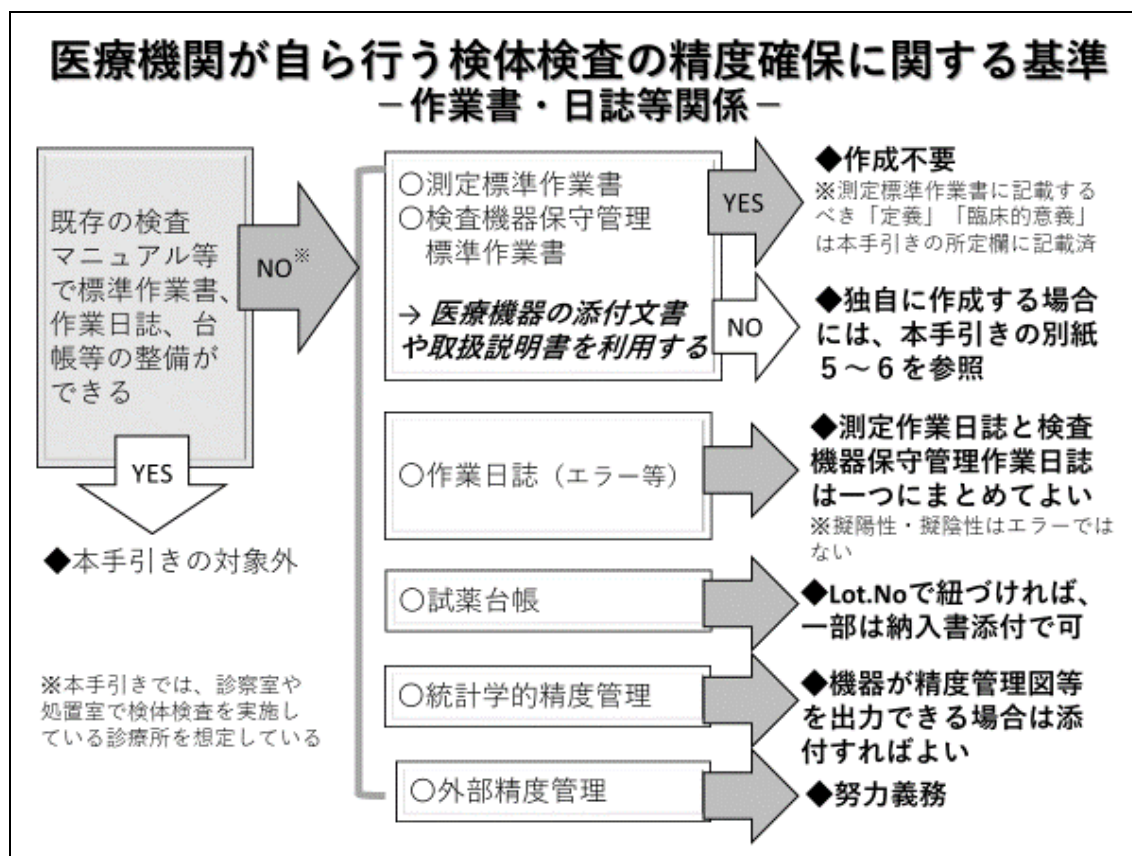 医療機関が自ら行う検体検査の精度確保に関する基準
－作業書・日誌等関係－
既存の検査
マニュアル等
で標準作業書、
作業日誌、台
帳等の整備が
できる
NO※
YES
◆本手引きの対象外
※本手引きでは、診察室や
処置室で検体検査を実施し
ている診療所を想定している
○測定標準作業書
○検査機器保守管理
標準作業書
→ 医療機器の添付文書
や取扱説明書を利用する
YES
◆作成不要
※測定標準作業書に記載する
べき「定義」「臨床的意義」
は本手引きの所定欄に記載済
NO
◆独自に作成する場合
には、本手引きの別紙
５～６を参照
○作業日誌（エラー等）
◆測定作業日誌と検査
機器保守管理作業日誌
は一つにまとめてよい
※擬陽性・擬陰性はエラーでは
ない
○試薬台帳
◆Lot.Noで紐づければ、
一部は納入書添付で可
○統計学的精度管理
◆機器が精度管理図等
を出力できる場合は添
付すればよい
○外部精度管理
◆努力義務